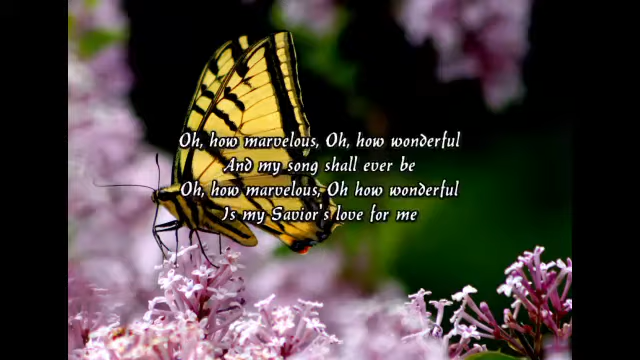 Oh, how marvelous, Oh, how wonderful
And my song shall ever be
Oh, how marvelous, Oh how wonderful
Is my Savior's love for me